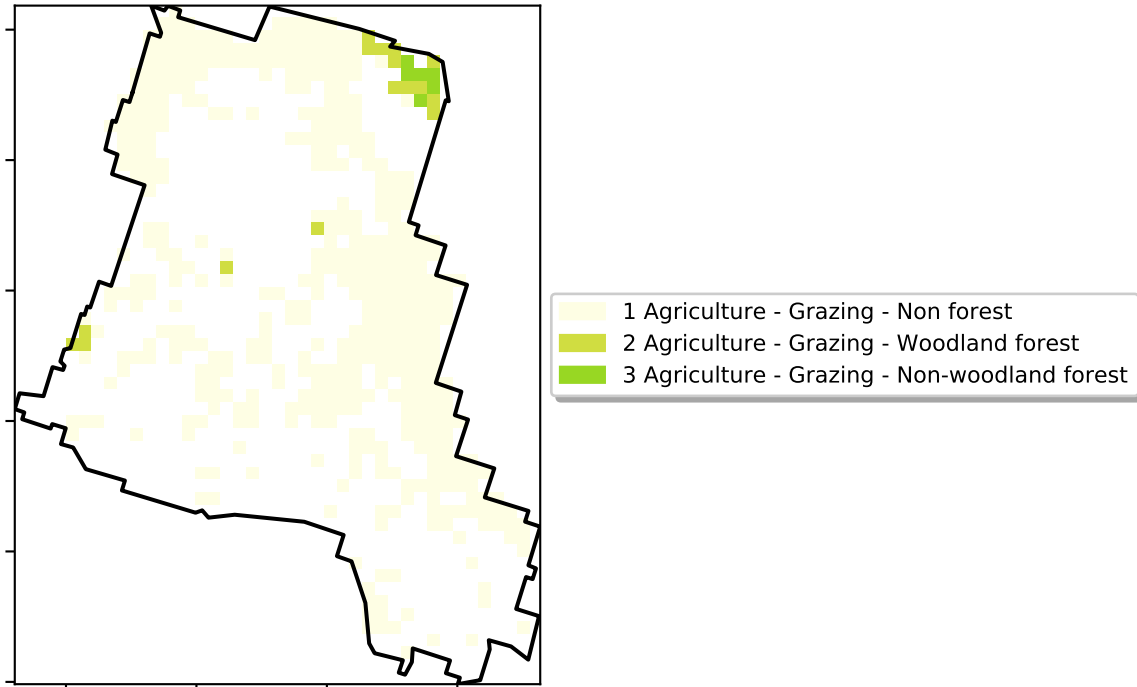 1 Agriculture - Grazing - Non forest
2 Agriculture - Grazing - Woodland forest
3 Agriculture - Grazing - Non-woodland forest